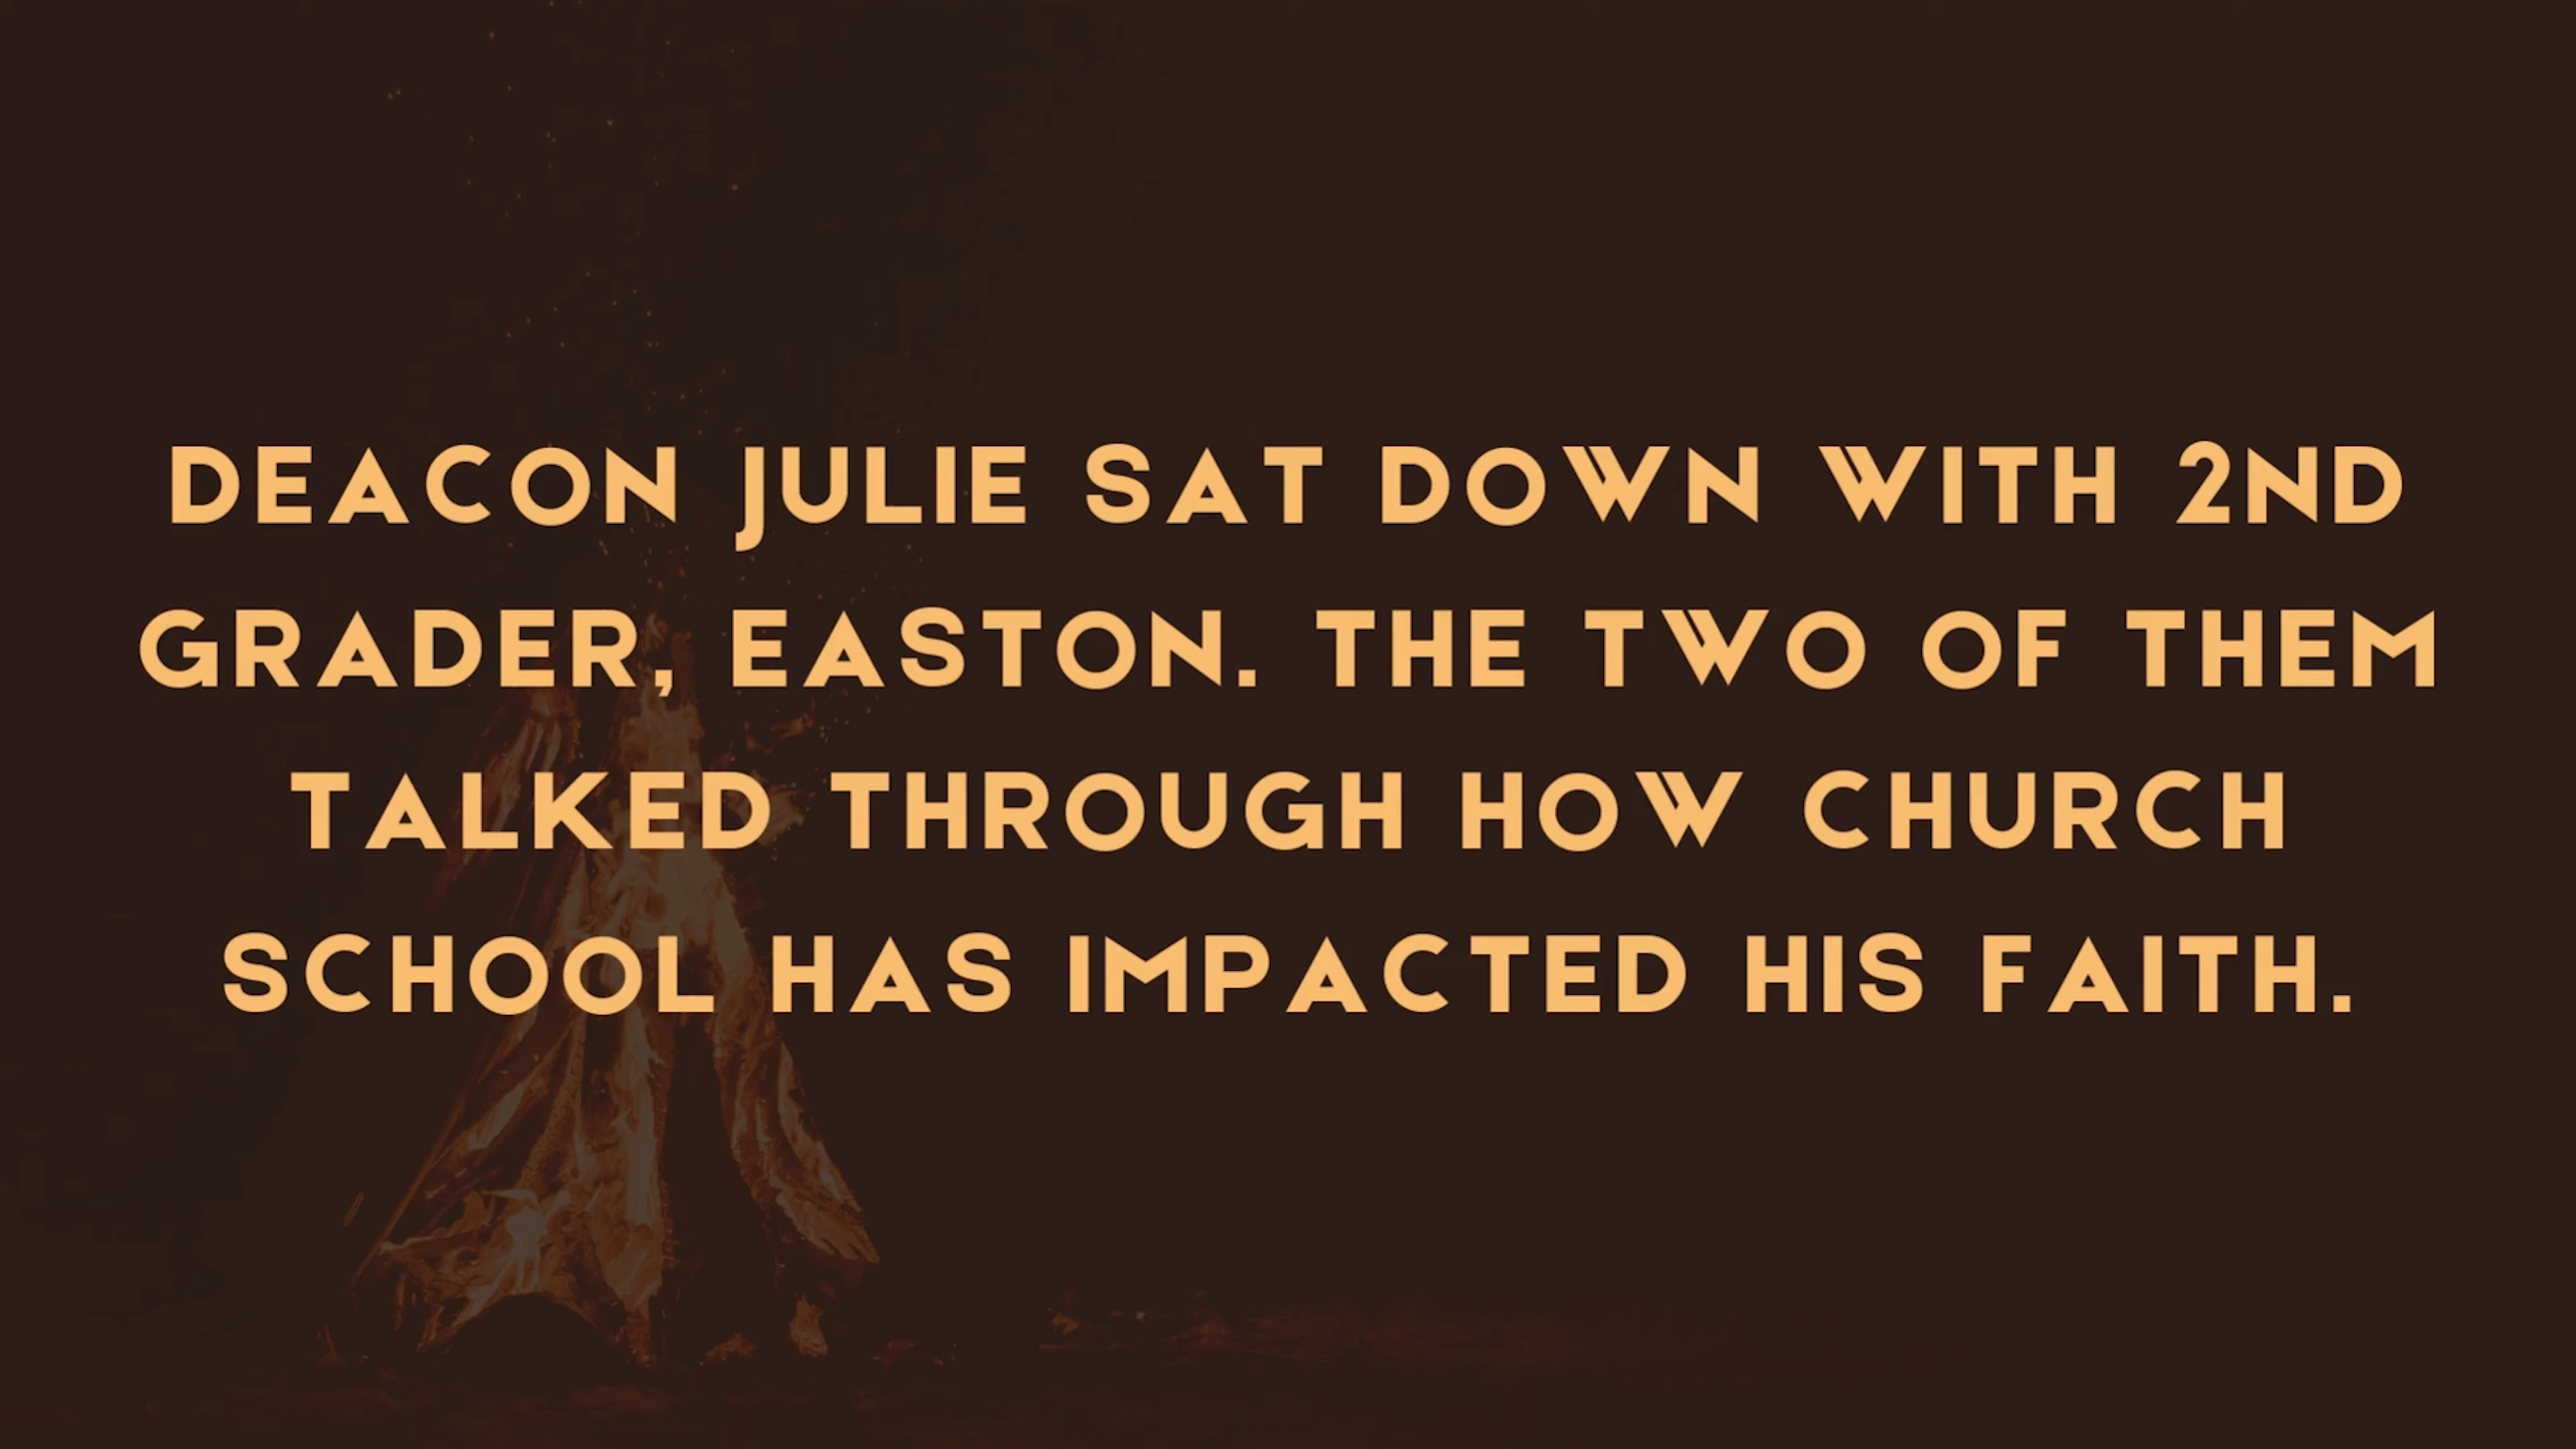 DEACON JULIE SAT DOWN WITH 2ND
GRADER, EASTON. THE TWO OF THEM
TALKED THROUGH HOW CHURCH
SCHOOL HAS IMPACTED HIS FAITH.